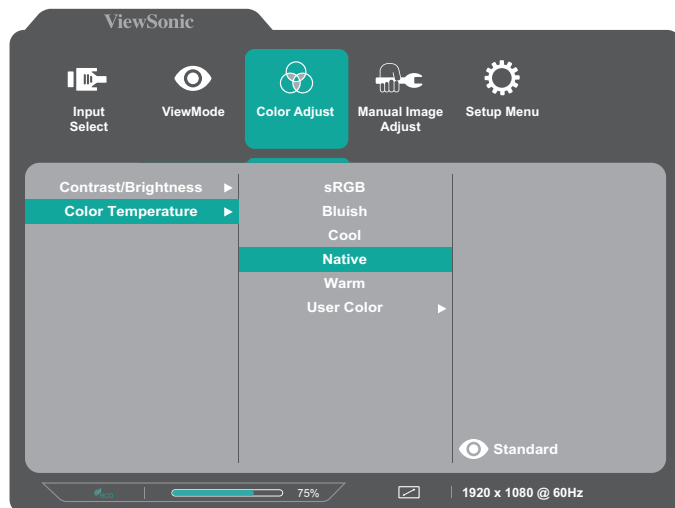 ViewSonic
Input
Select
ViewMode
Color Adjust
Manual Image
Adjust
Setup Menu
Contrast/Brightness
Color Temperature
sRGB
Bluish
Cool
Native
Warm
User Color
Standard
eco
75%
1920 x 1080 @ 60Hz